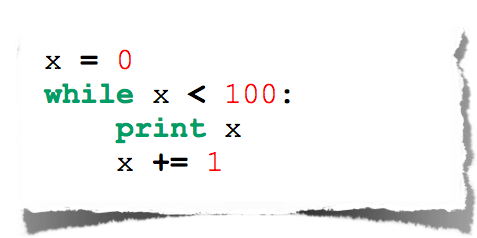 x = 0
while x < 100:
    print x
    x += 1